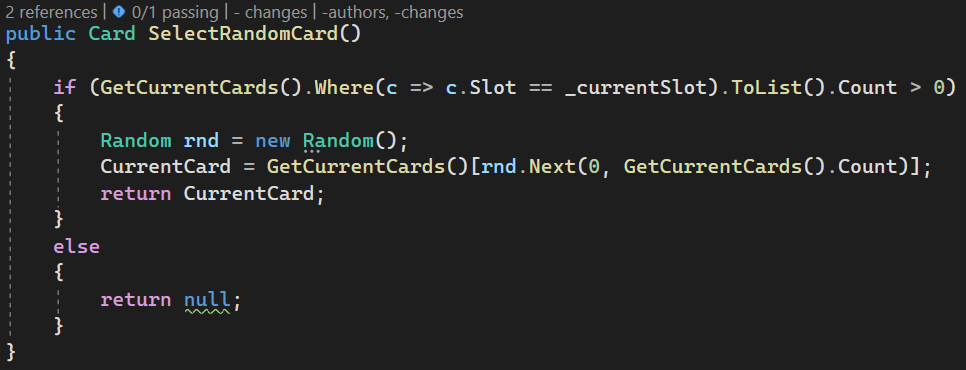 2 references | 0/1 passing | - changes | -authors, -changes
public Card SelectRandomCard()
{
    if (GetCurrentCards().Where(c => c.Slot == _currentSlot).ToList().Count > 0)
    {
        Random rnd = new Random();
        CurrentCard = GetCurrentCards()[rnd.Next(0, GetCurrentCards().Count)];
        return CurrentCard;
    }
    else
    {
        return null;
    }
}